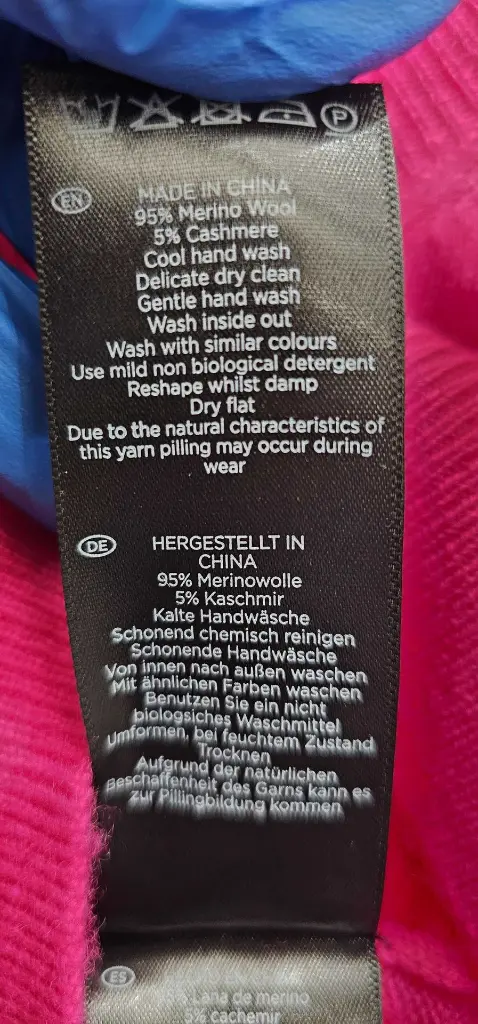 P
EN
MADE IN CHINA
95% Merino Wool
5% Cashmere
Cool hand wash
Delicate dry clean
Gentle hand wash
Wash inside out
Wash with similar colours
Use mild non biological detergent
Reshape whilst damp
Dry flat
Due to the natural characteristics of
this yarn pilling may occur during
wear
DE
HERGESTELLT IN
CHINA
95% Merinowolle
5% Kaschmir
Kalte Handwäsche
Schonend chemisch reinigen
Schonende Handwäsche
Von innen nach außen waschen
Mit ähnlichen Farben waschen
Benutzen Sie ein nicht
biologsiches Waschmittel
Umformen, bei feuchtem Zustand
Trocknen
Aufgrund der natürlichen
Beschaffenheit des Garns kann es
zur Pillingbildung kommen
ES
Lana de merino
5% cachemir